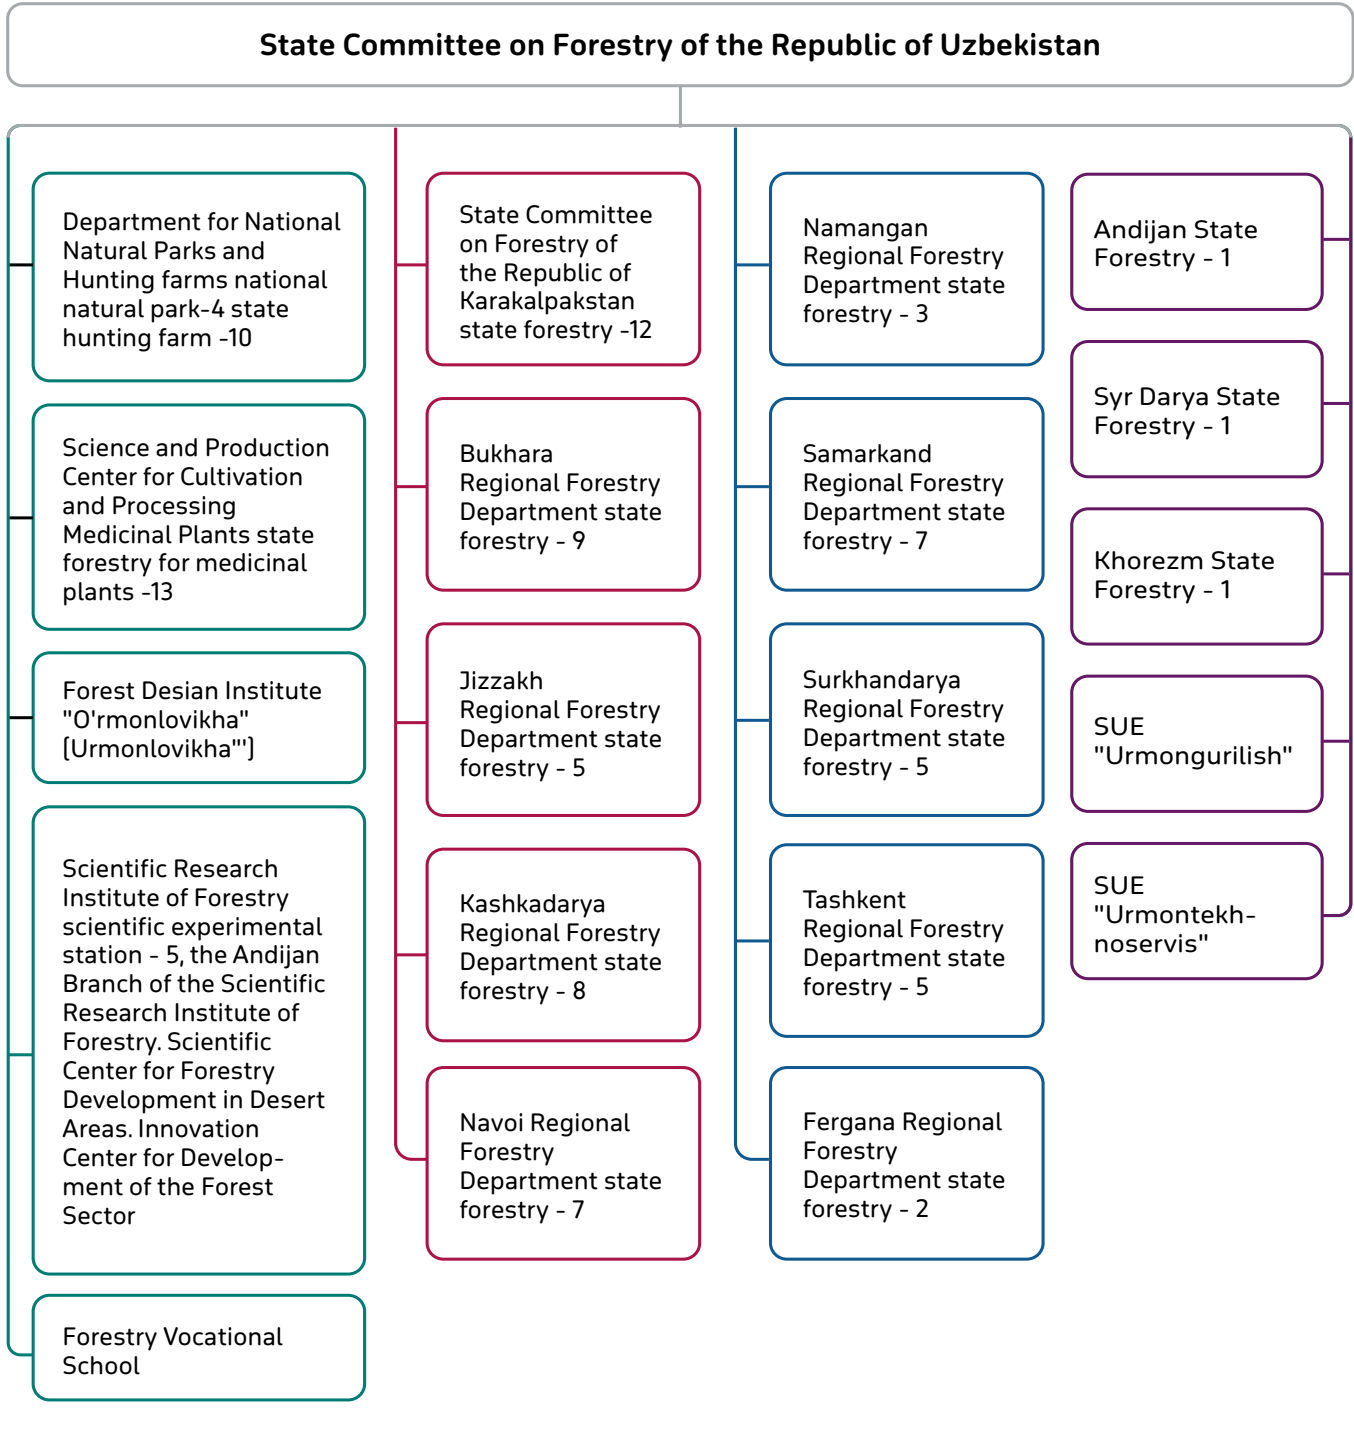 State Committee on Forestry of the Republic of Uzbekistan
Department for National
Natural Parks and
Hunting farms national
natural park-4 state
hunting farm -10
Science and Production
Center for Cultivation
and Processing
Medicinal Plants state
forestry for medicinal
plants -13
Forest Desian Institute
"O'rmonlovikha"
(Urmonlovikha"')
Scientific Research
Institute of Forestry
scientific experimental
station - 5, the Andijan
Branch of the Scientific
Research Institute of
Forestry. Scientific
Center for Forestry
Development in Desert
Areas. Innovation
Center for Develop-
ment of the Forest
Sector
Forestry Vocational
School
State Committee
on Forestry of
the Republic of
Karakalpakstan
state forestry -12
Bukhara
Regional Forestry
Department state
forestry - 9
Jizzakh
Regional Forestry
Department state
forestry - 5
Kashkadarya
Regional Forestry
Department state
forestry - 8
Navoi Regional
Forestry
Department state
forestry - 7
Namangan
Regional Forestry
Department state
forestry - 3
Samarkand
Regional Forestry
Department state
forestry - 7
Surkhandarya
Regional Forestry
Department state
forestry - 5
Tashkent
Regional Forestry
Department state
forestry - 5
Fergana Regional
Forestry
Department state
forestry - 2
Andijan State
Forestry - 1
Syr Darya State
Forestry - 1
Khorezm State
Forestry - 1
SUE
"Urmongurilish"
SUE
"Urmontekh-
noservis"